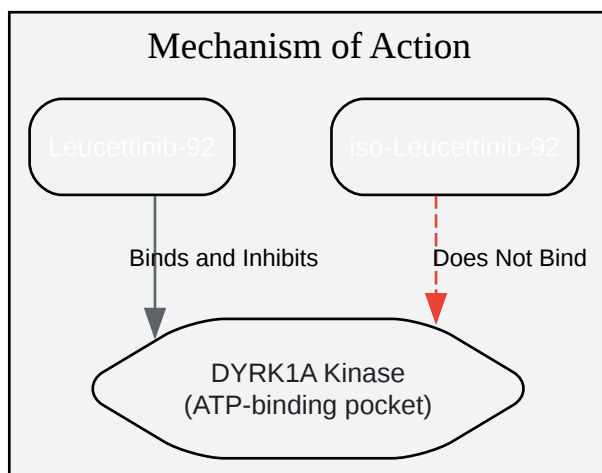 Mechanism of Action
Leucettinib-92
iso-Leucettinib-92
Binds and Inhibits
Does Not Bind
DYRK1A Kinase
(ATP-binding pocket)